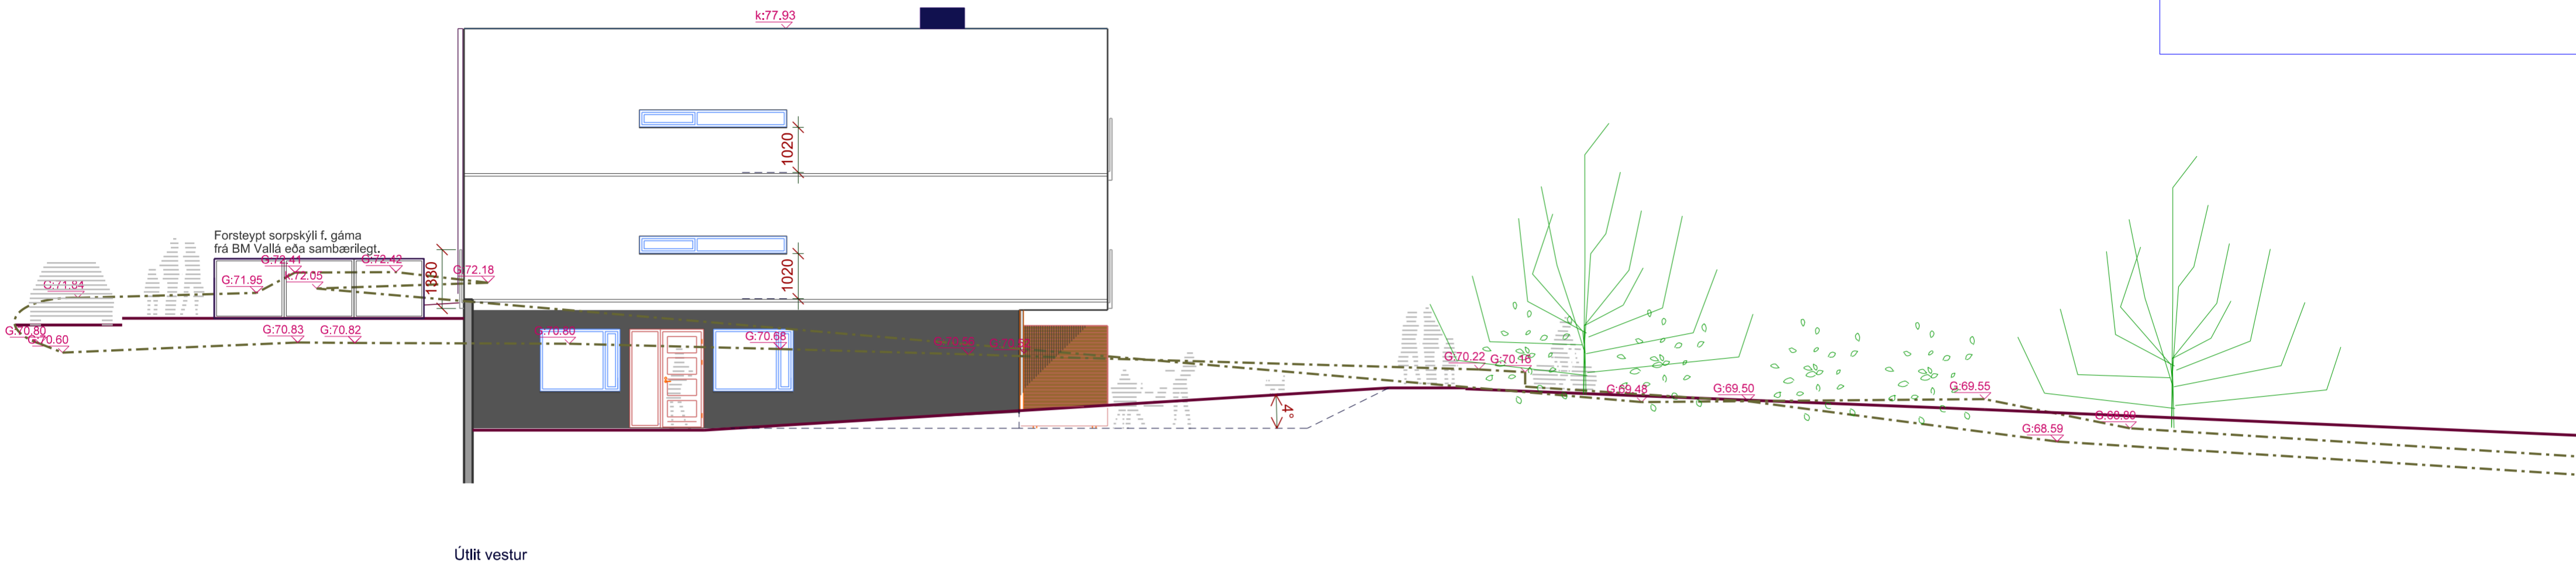 k:77.93
1020
Forsteypt sorpskýli f. gáma
frá BM Vallá eða sambærilegt.
G:72.41
G:72.42
G:72.18
1020
G:71.95
k:72.05
1380
G:71.84
G:70.80
G:70.60
G:70.83
G:70.82
G:70.80
G:70.68
G:70.22
G:70.16
4°
G:69.48
G:69.50
G:69.55
G:68.59
Útlit vestur